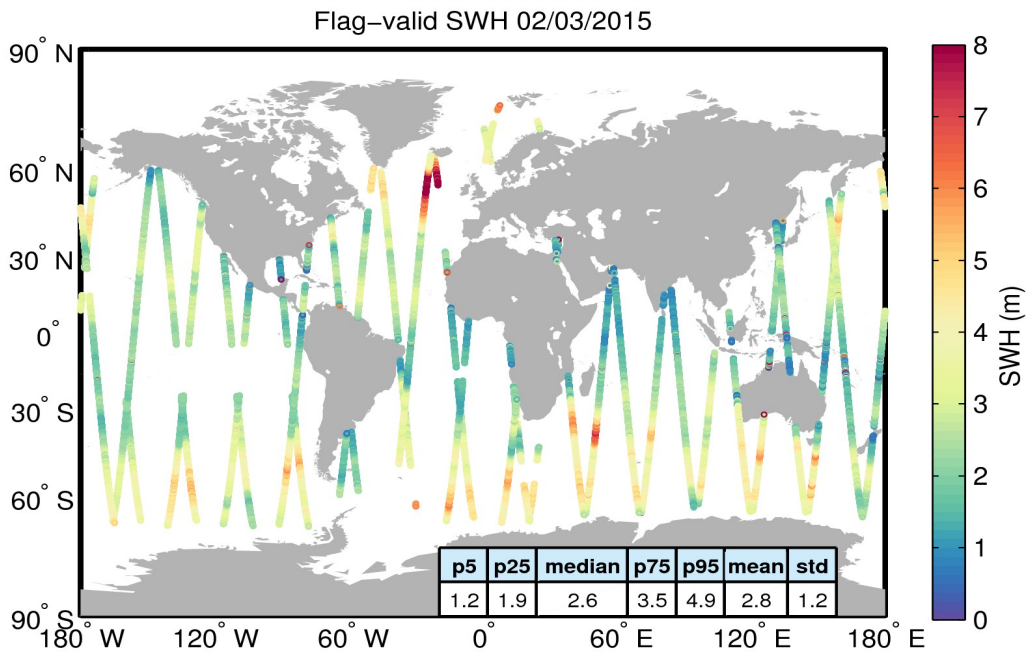 Flag−valid SWH 02/03/2015
90° N
60° N
30° N
0°
30° S
60° S
90° S
180° W
120° W
60° W
0°
60° E
120° E
180° E
p5 p25 median p75 p95 mean std
1.2 1.9 2.6 3.5 4.9 2.8 1.2
8
7
6
5
4
3
2
1
0
SWH (m)